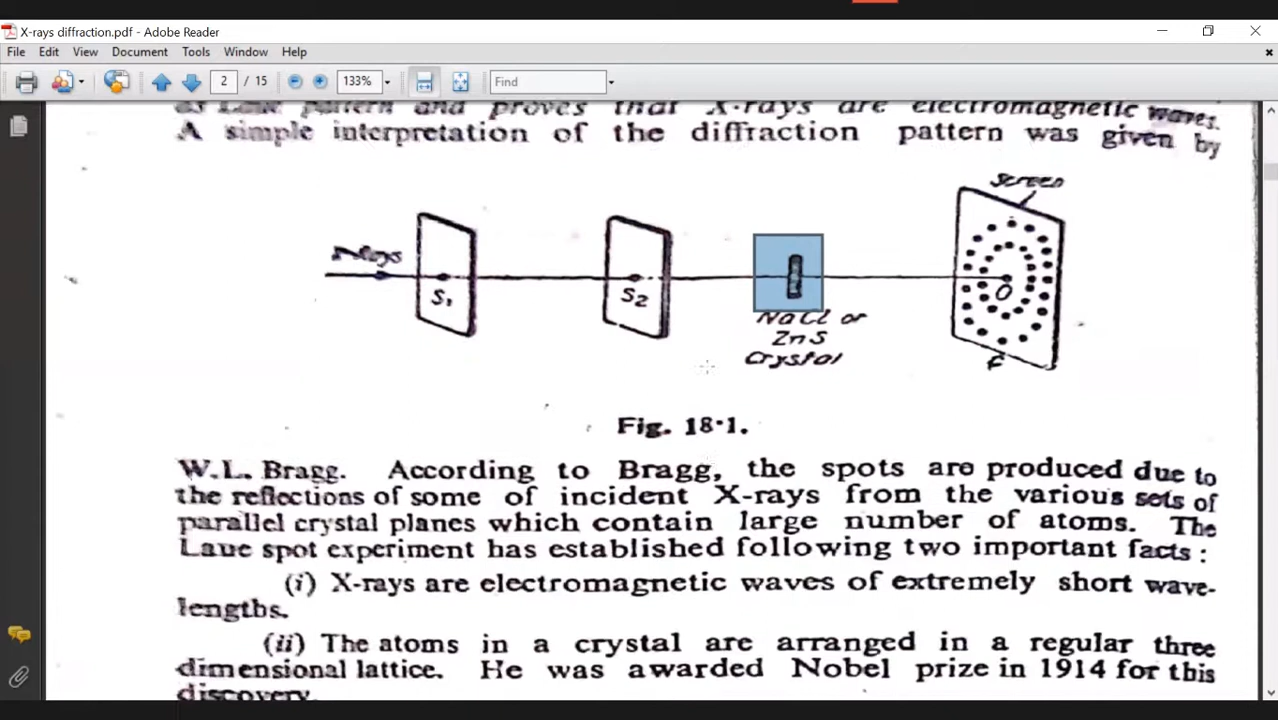 X-rays diffraction.pdf - Adobe Reader
File Edit View Document Tools Window Help
2 / 15 133% Find
as Laue pattern and proves that X-rays are electromagnetic waves.
A simple interpretation of the diffraction pattern was given by
Screen
X-rays
S₁
S₂
O
NaCl or
ZnS
Crystal
F
Fig. 18·1.
W.L. Bragg. According to Bragg, the spots are produced due to
the reflections of some of incident X-rays from the various sets of
parallel crystal planes which contain large number of atoms. The
Laue spot experiment has established following two important facts :
(i) X-rays are electromagnetic waves of extremely short wave-
lengths.
(ii) The atoms in a crystal are arranged in a regular three
dimensional lattice. He was awarded Nobel prize in 1914 for this
discovery.